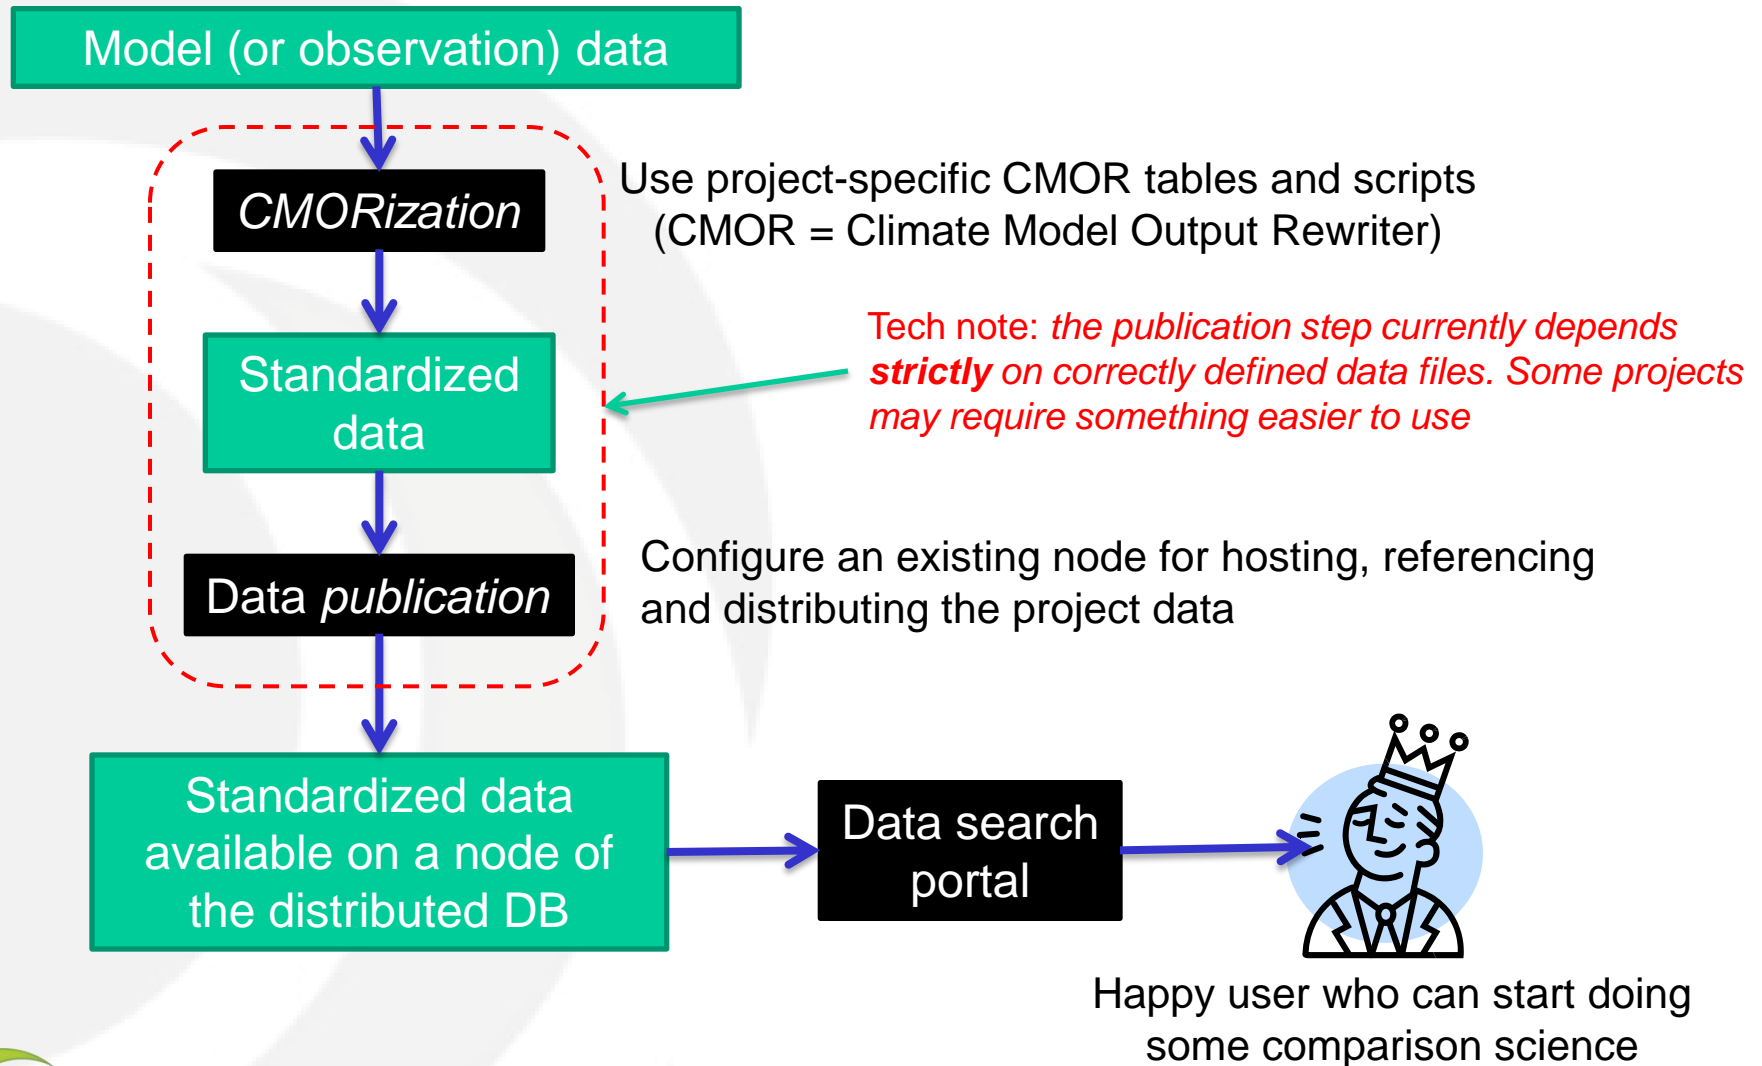 Model (or observation) data
CMORization
Use project-specific CMOR tables and scripts
(CMOR = Climate Model Output Rewriter)
Tech note: the publication step currently depends
strictly on correctly defined data files. Some projects
may require something easier to use
Standardized
data
Data publication
Configure an existing node for hosting, referencing
and distributing the project data
Standardized data
available on a node of
the distributed DB
Data search
portal
Happy user who can start doing
some comparison science